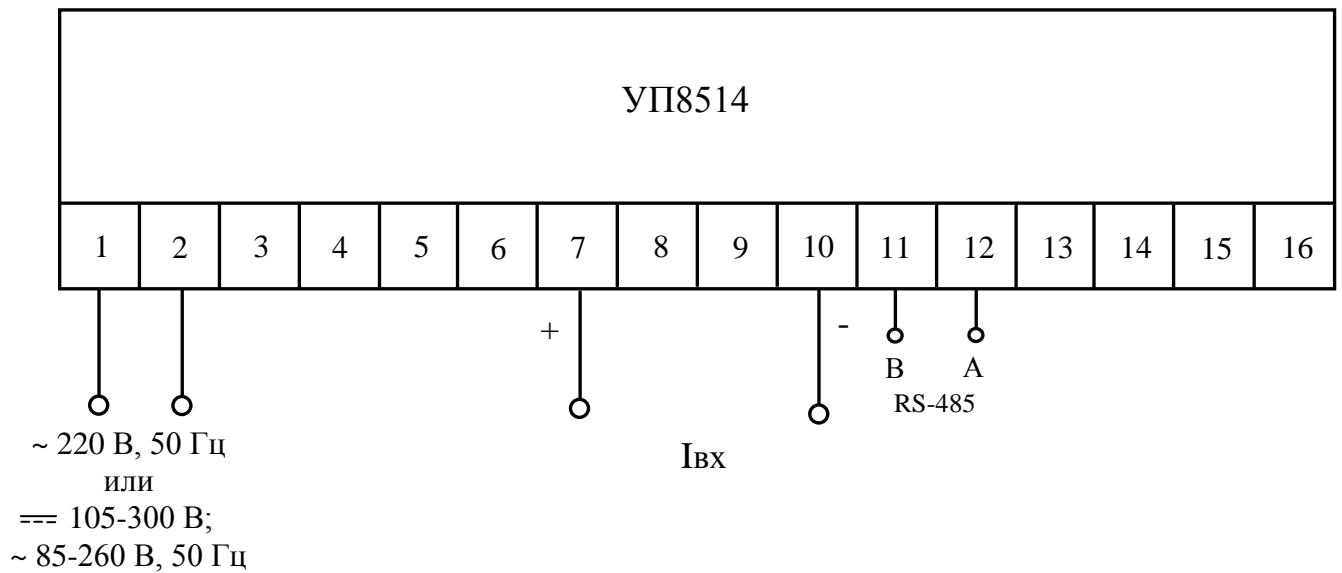 УП8514
1 2 3 4 5 6 7 8 9 10 11 12 13 14 15 16
+ -
В А
RS-485
Iвх
~ 220 В, 50 Гц
или
⎓ 105-300 В;
~ 85-260 В, 50 Гц